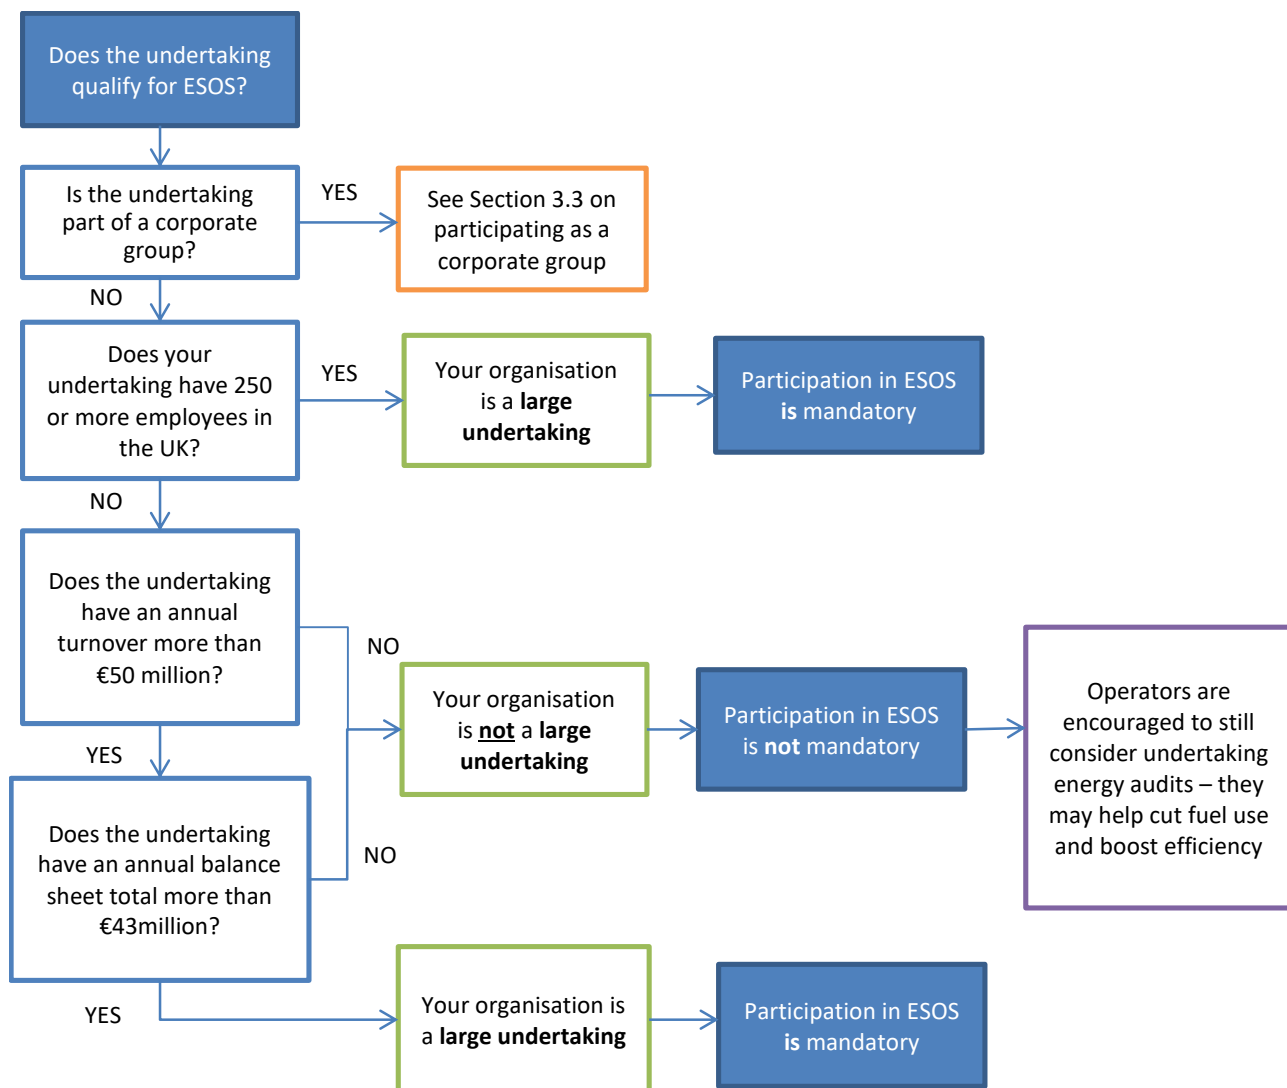 Does the undertaking
qualify for ESOS?
Is the undertaking
part of a corporate
group?
YES
See Section 3.3 on
participating as a
corporate group
NO
Does your
undertaking have 250
or more employees in
the UK?
YES
Your organisation
is a large
undertaking
Participation in ESOS
is mandatory
NO
Does the undertaking
have an annual
turnover more than
€50 million?
NO
Your organisation
is not a large
undertaking
Participation in ESOS
is not mandatory
Operators are
encouraged to still
consider undertaking
energy audits – they
may help cut fuel use
and boost efficiency
YES
Does the undertaking
have an annual balance
sheet total more than
€43million?
NO
YES
Your organisation is
a large undertaking
Participation in ESOS
is mandatory